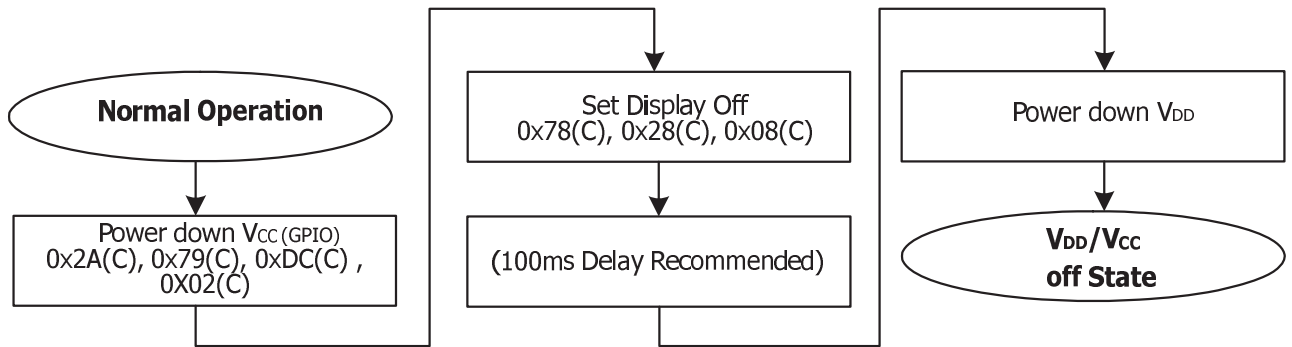 Normal Operation
Power down VCC (GPIO)
0x2A(C), 0x79(C), 0xDC(C) ,
0X02(C)
Set Display Off
0x78(C), 0x28(C), 0x08(C)
(100ms Delay Recommended)
Power down VDD
VDD/VCC
off State